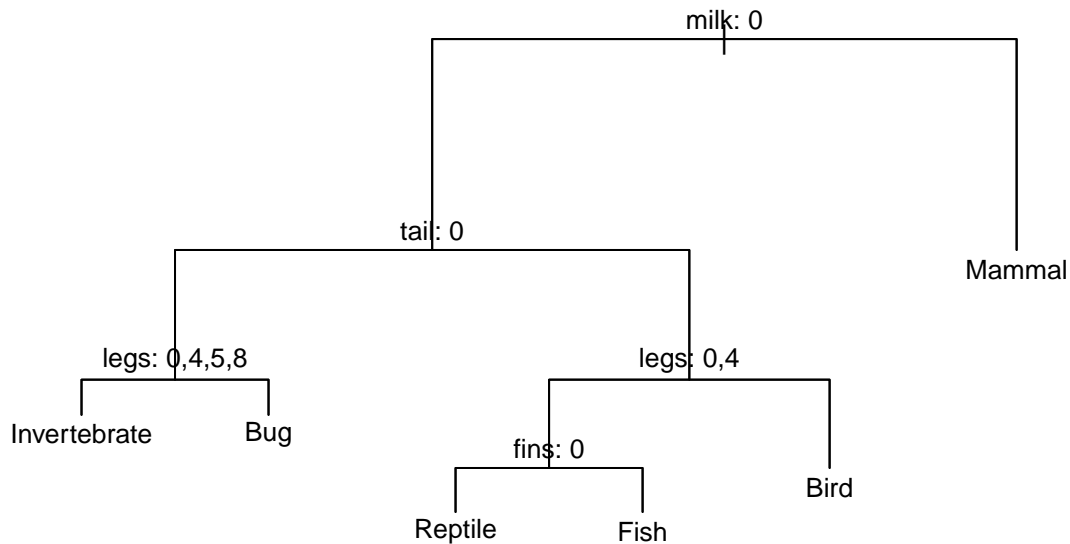 milk: 0
tail: 0
Mammal
legs: 0,4,5,8
legs: 0,4
Invertebrate
Bug
fins: 0
Bird
Reptile
Fish